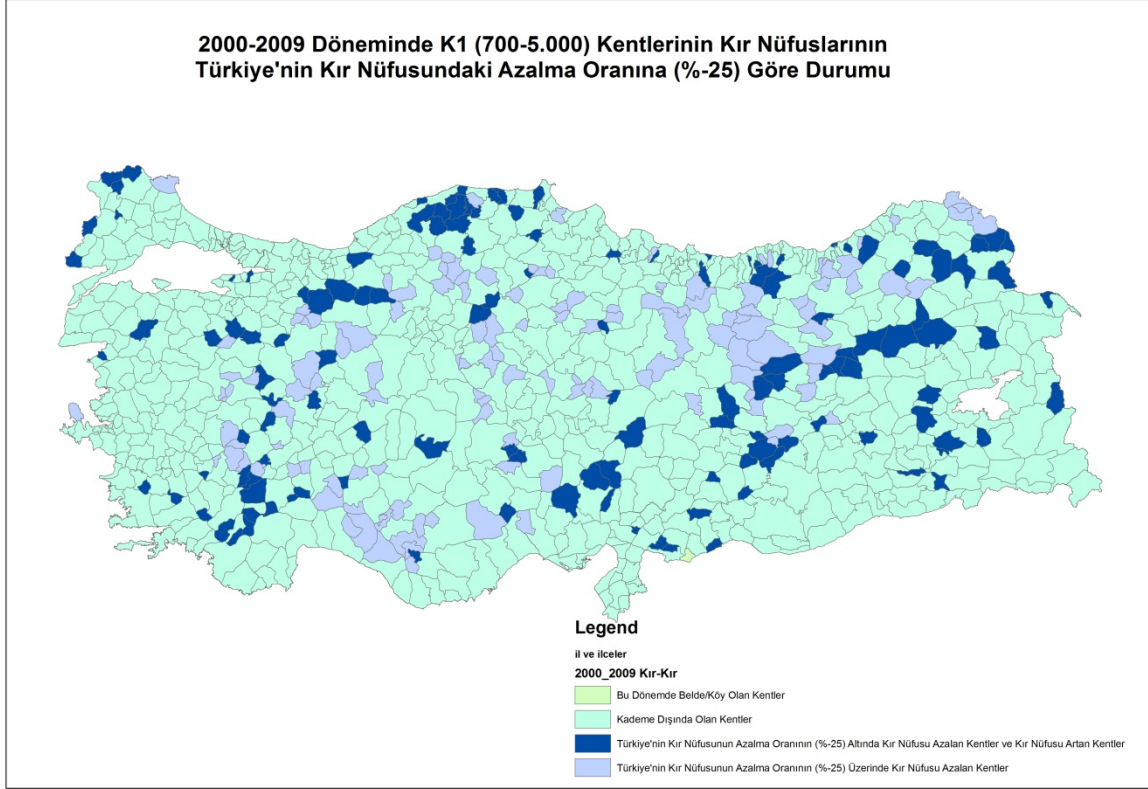 2000-2009 Döneminde K1 (700-5.000) Kentlerinin Kır Nüfuslarının
Türkiye'nin Kır Nüfusundaki Azalma Oranına (%-25) Göre Durumu
Legend
il ve ilceler
2000_2009 Kır-Kır
Bu Dönemde Belde/Köy Olan Kentler
Kademe Dışında Olan Kentler
Türkiye'nin Kır Nüfusunun Azalma Oranının (%-25) Altında Kır Nüfusu Azalan Kentler ve Kır Nüfusu Artan Kentler
Türkiye'nin Kır Nüfusunun Azalma Oranının (%-25) Üzerinde Kır Nüfusu Azalan Kentler